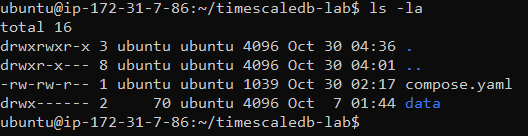 ubuntu@ip-172-31-7-86:~/timescaledb-lab$ ls -la
total 16
drwxrwxr-x 3 ubuntu ubuntu 4096 Oct 30 04:36 .
drwxr-x--- 8 ubuntu ubuntu 4096 Oct 30 04:01 ..
-rw-rw-r-- 1 ubuntu ubuntu 1039 Oct 30 02:17 compose.yaml
drwx------ 2     70 ubuntu 4096 Oct  7 01:44 data
ubuntu@ip-172-31-7-86:~/timescaledb-lab$